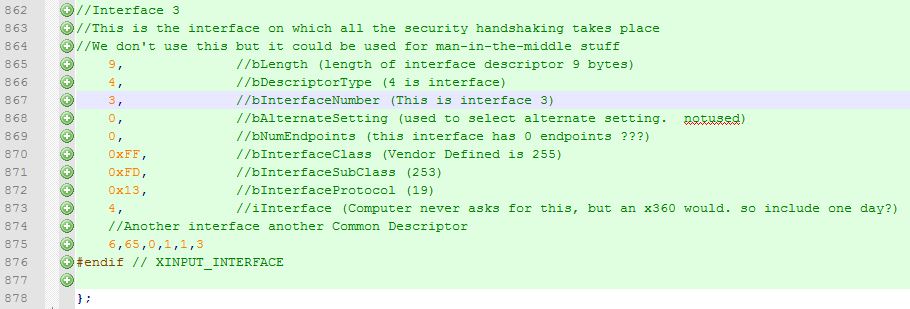 862 //Interface 3
863 //This is the interface on which all the security handshaking takes place
864 //We don't use this but it could be used for man-in-the-middle stuff
865 9, //bLength (length of interface descriptor 9 bytes)
866 4, //bDescriptorType (4 is interface)
867 3, //bInterfaceNumber (This is interface 3)
868 0, //bAlternateSetting (used to select alternate setting.  notused)
869 0, //bNumEndpoints (this interface has 0 endpoints ???)
870 0xFF, //bInterfaceClass (Vendor Defined is 255)
871 0xFD, //bInterfaceSubClass (253)
872 0x13, //bInterfaceProtocol (19)
873 4, //iInterface (Computer never asks for this, but an x360 would. so include one day?)
874 //Another interface another Common Descriptor
875 6,65,0,1,1,3
876 #endif // XINPUT_INTERFACE
877
878 };